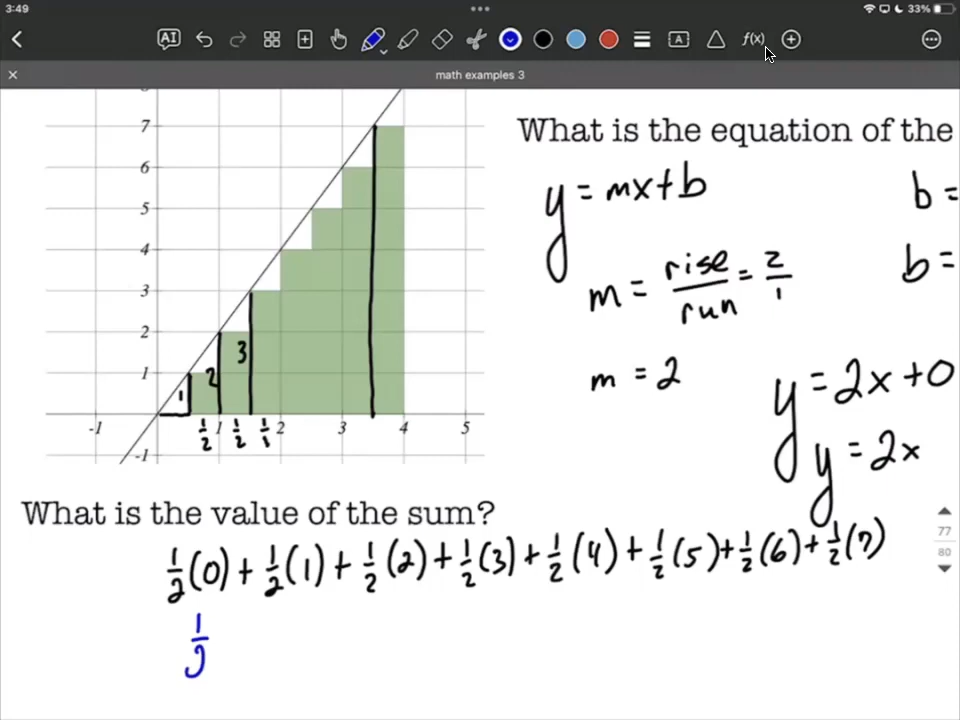 3:49
33%
AI
A
f(x)
math examples 3
7
6
5
4
3
2
1
-1
-1
1
2
3
4
5
1
2
3
1/2
1/2
What is the equation of the
y = mx+b
b =
m = rise/run = 2/1
b =
m = 2
y = 2x + 0
y = 2x
What is the value of the sum?
1/2(0) + 1/2(1) + 1/2(2) + 1/2(3) + 1/2(4) + 1/2(5) + 1/2(6) + 1/2(7)
1/2
77
80